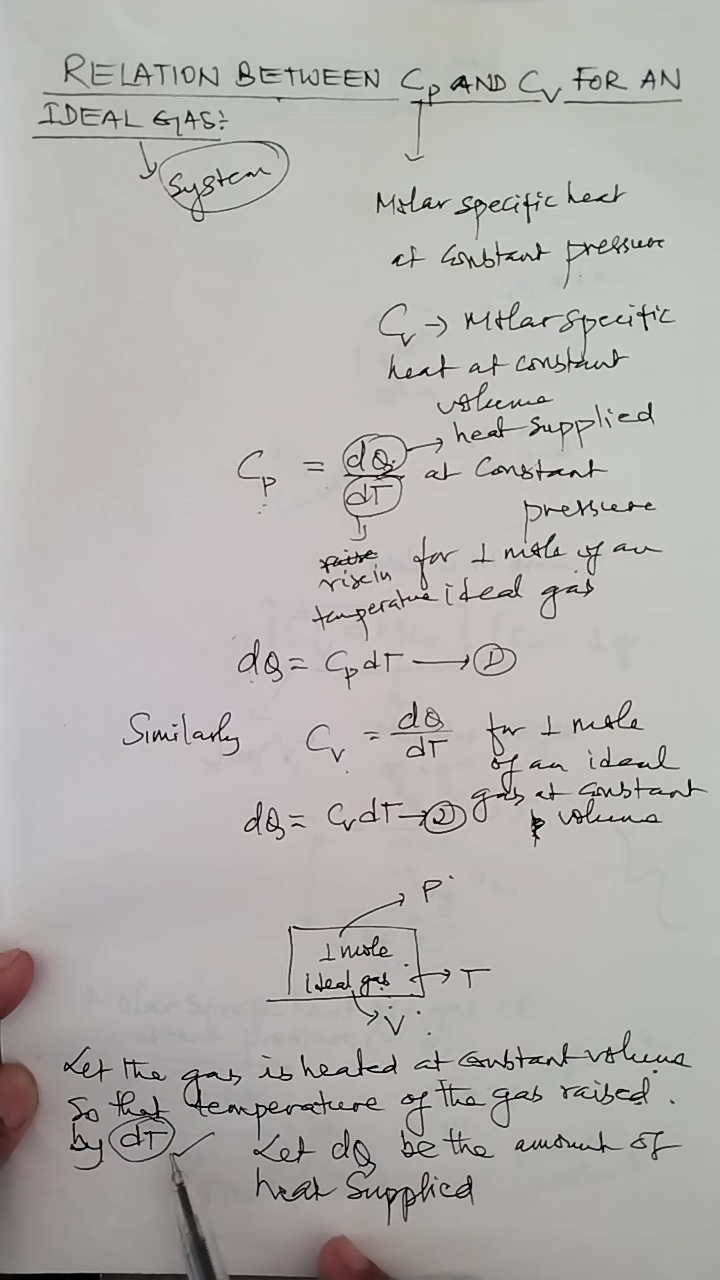 RELATION BETWEEN Cp AND Cv FOR AN
IDEAL GAS:
System
Molar specific heat
at constant pressure
Cv → Molar specific
heat at constant
volume
Cp = dQ/dT → heat supplied
at constant
pressure
raise
rise in
temperature
for 1 mole of an
ideal gas
dQ = CpdT → ①
Similarly Cv = dQ/dT for 1 mole
of an ideal
gas at constant
volume
dQ = CvdT → ②
P
1 mole
ideal gas → T
V
Let the gas is heated at constant volume
So that temperature of the gas raised.
by dT ✓ Let dQ be the amount of
heat supplied